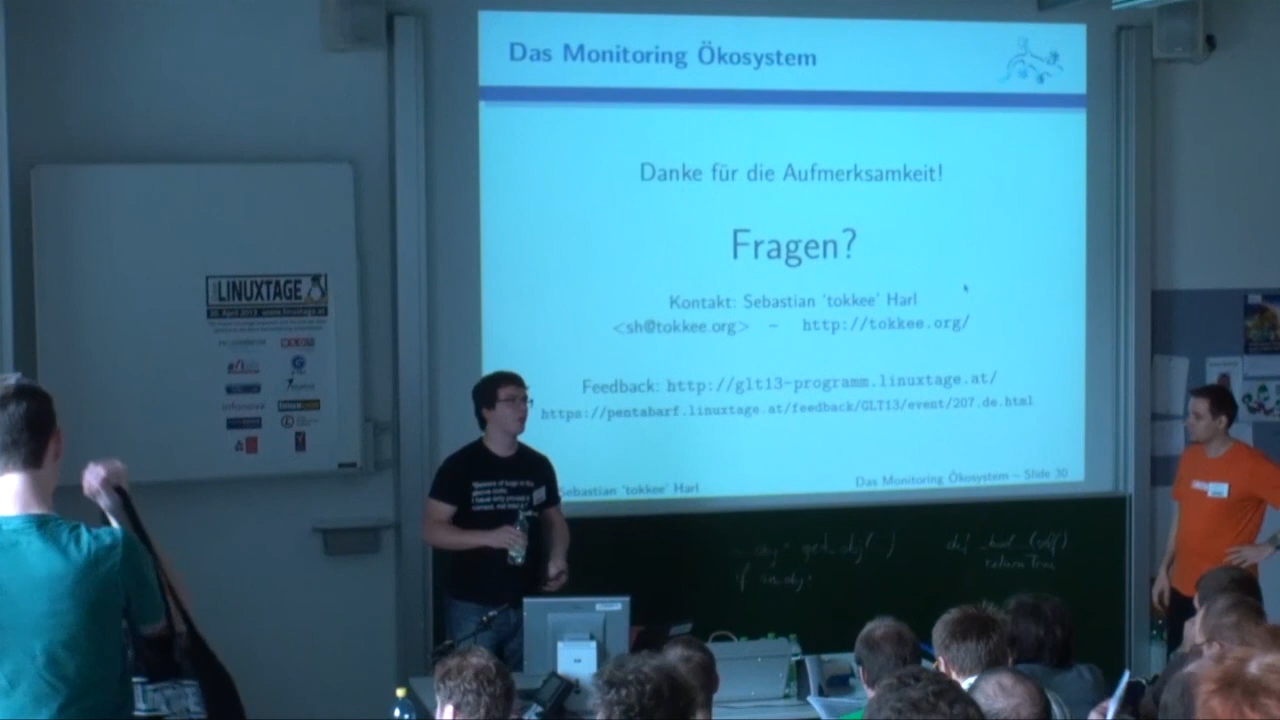 Das Monitoring Ökosystem
Danke für die Aufmerksamkeit!
Fragen?
Kontakt: Sebastian 'tokkee' Harl
<sh@tokkee.org> – http://tokkee.org/
Feedback: http://glt13-programm.linuxtage.at/
https://pentabarf.linuxtage.at/feedback/GLT13/event/207.de.html
Sebastian 'tokkee' Harl
Das Monitoring Ökosystem – Slide 30
LINUXTAGE